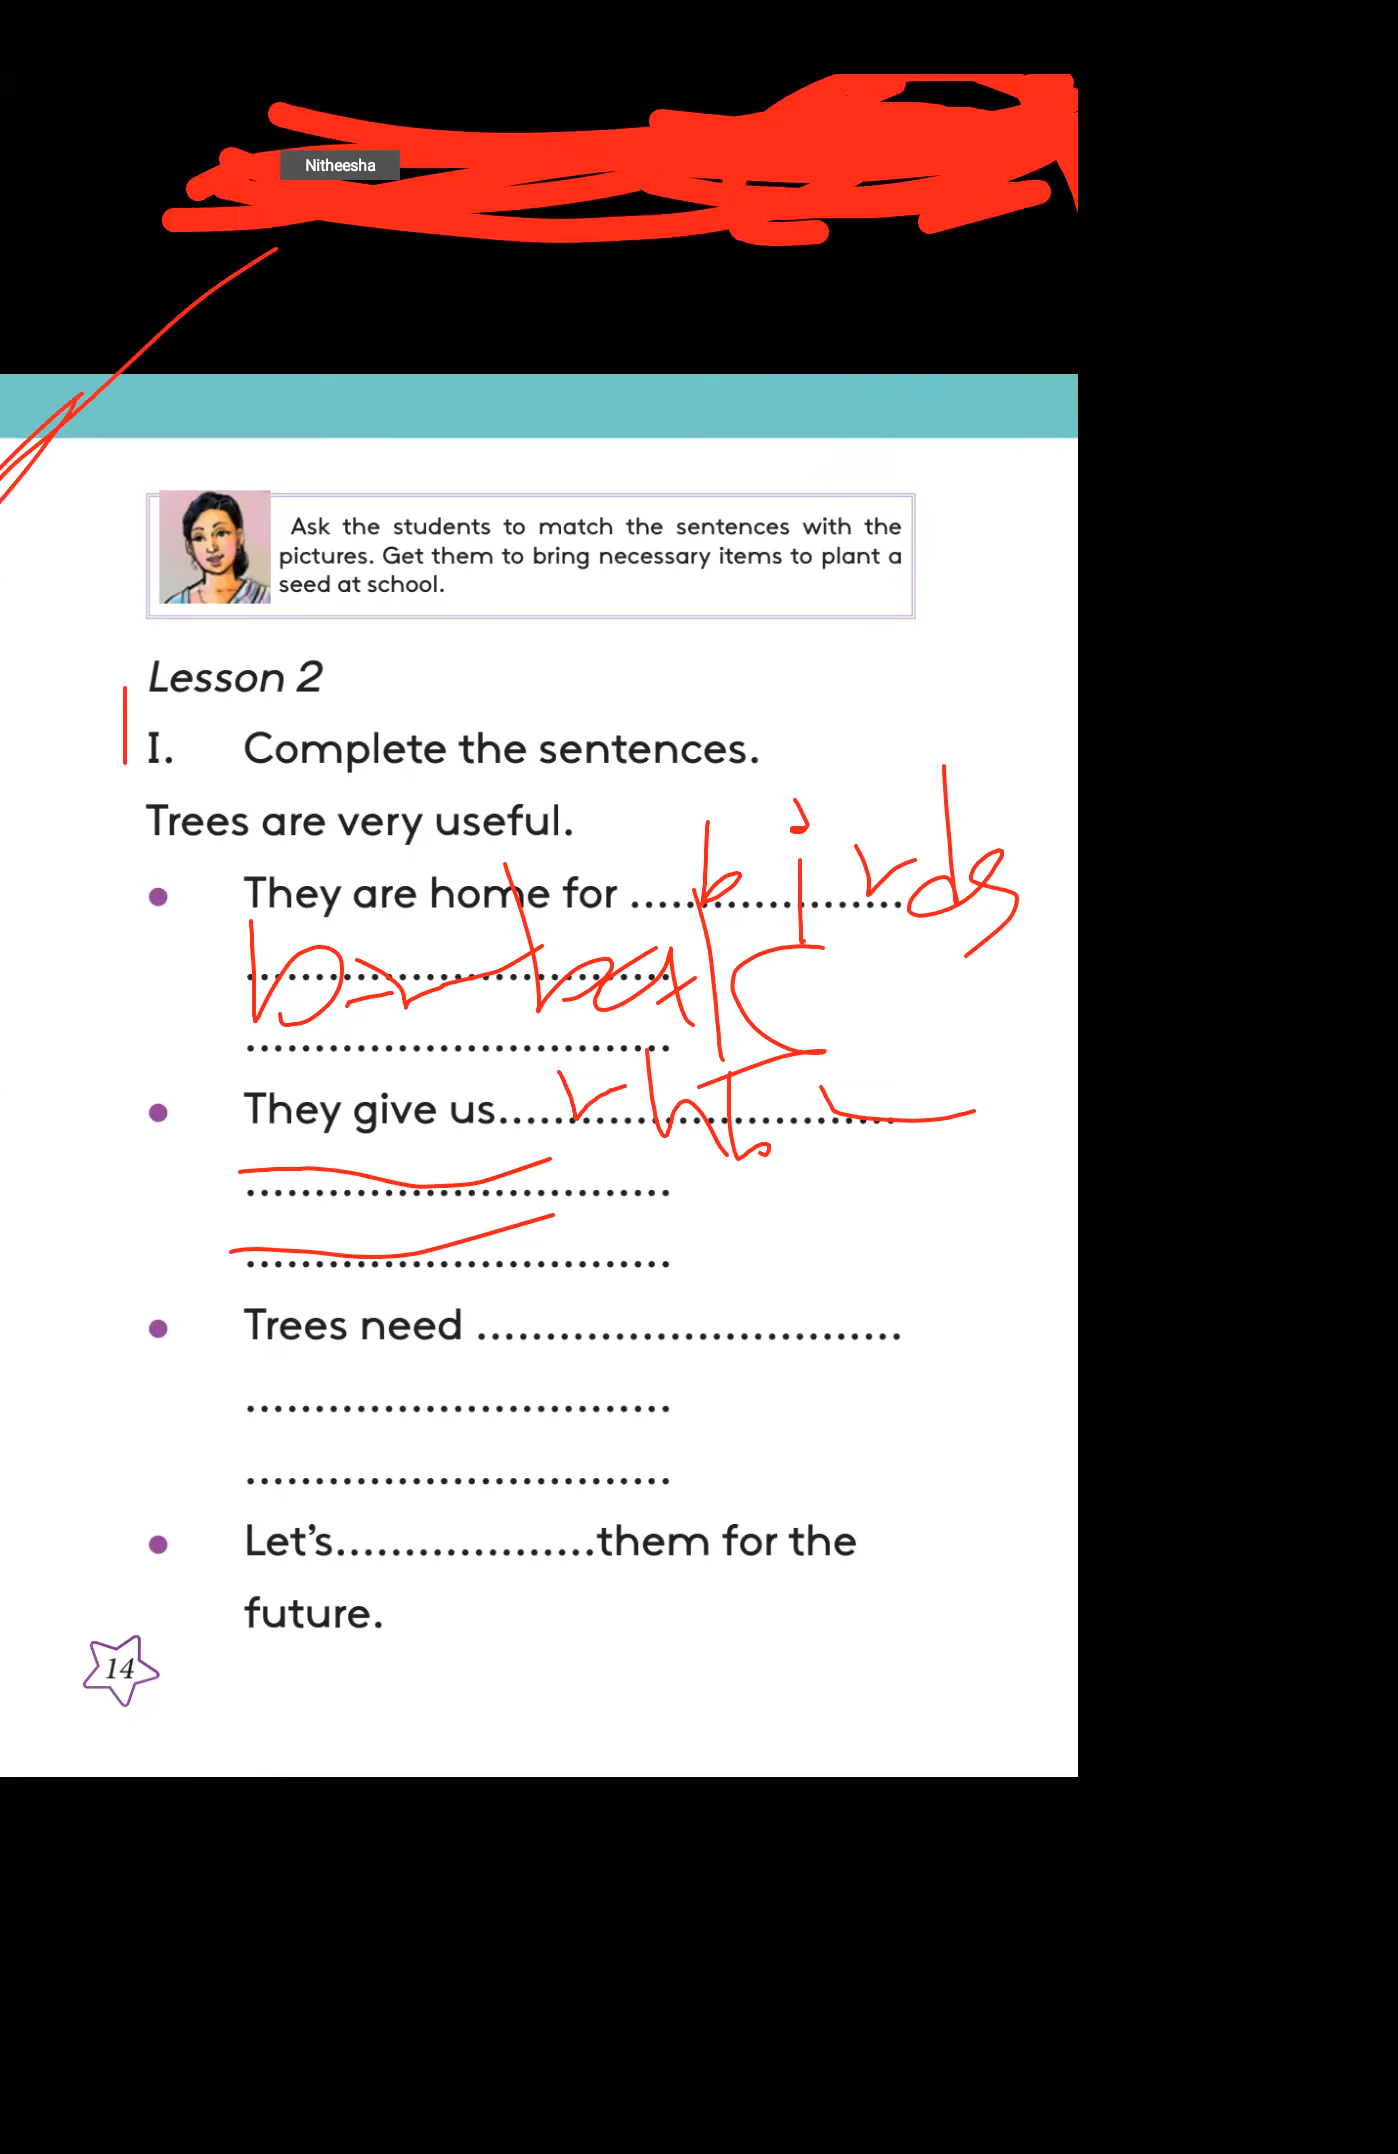 Nitheesha
Ask the students to match the sentences with the
pictures. Get them to bring necessary items to plant a
seed at school.
Lesson 2
I. Complete the sentences.
Trees are very useful.
• They are home for .................... birds
...............................
...............................
• They give us.............................
...............................
...............................
• Trees need ...............................
...............................
...............................
• Let's...................them for the
future.
14